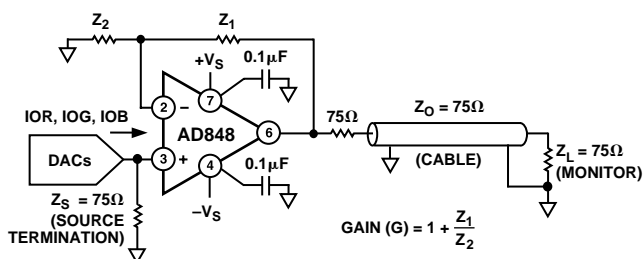 Z2
Z1
+VS
0.1µF
2
−
7
IOR, IOG, IOB
AD848
6
75Ω
ZO = 75Ω
(CABLE)
DACs
3
+
4
0.1µF
ZL = 75Ω
(MONITOR)
ZS = 75Ω
(SOURCE
TERMINATION)
−VS
GAIN (G) = 1 + Z1/Z2